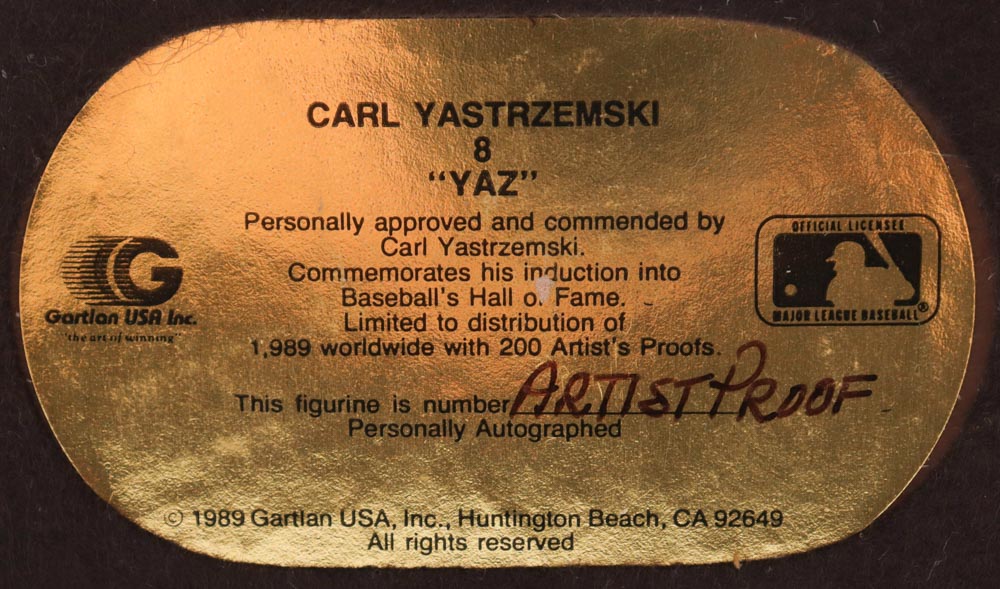 CARL YASTRZEMSKI
8
"YAZ"
Personally approved and commended by
Carl Yastrzemski.
Commemorates his induction into
Baseball's Hall of Fame.
Limited to distribution of
1,989 worldwide with 200 Artist's Proofs.
This figurine is number ARTIST PROOF
Personally Autographed
© 1989 Gartlan USA, Inc., Huntington Beach, CA 92649
All rights reserved
G
Gartlan USA Inc.
"the art of winning"
OFFICIAL LICENSEE
MAJOR LEAGUE BASEBALL®